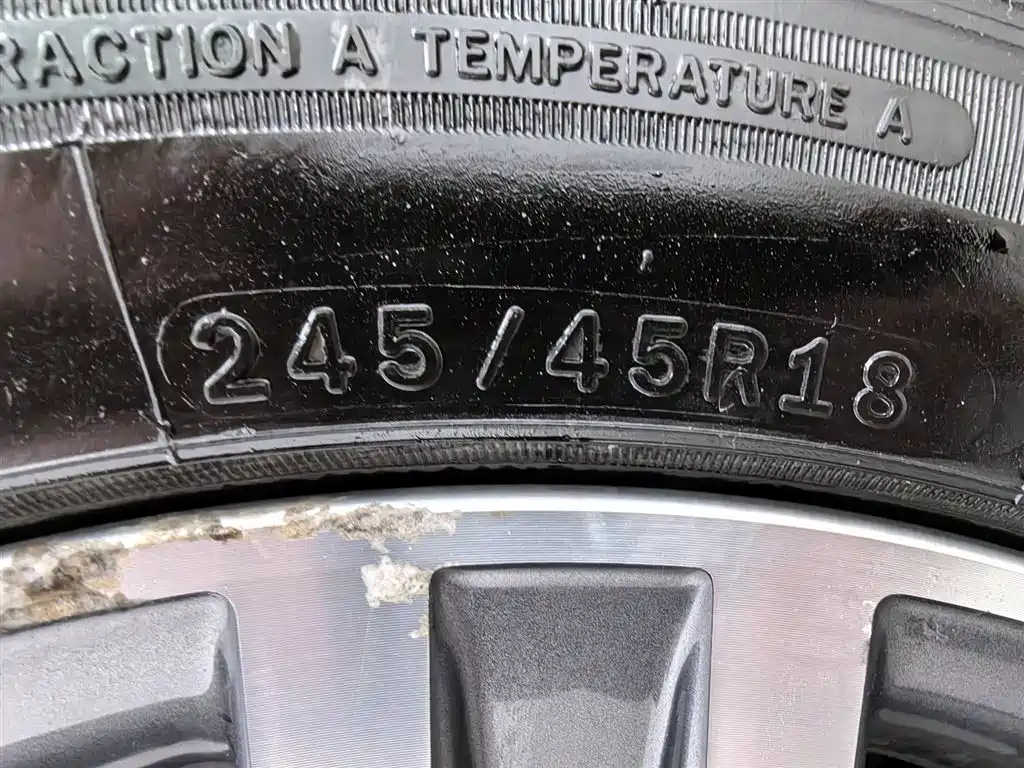 RACTION A TEMPERATURE A
245/45R18